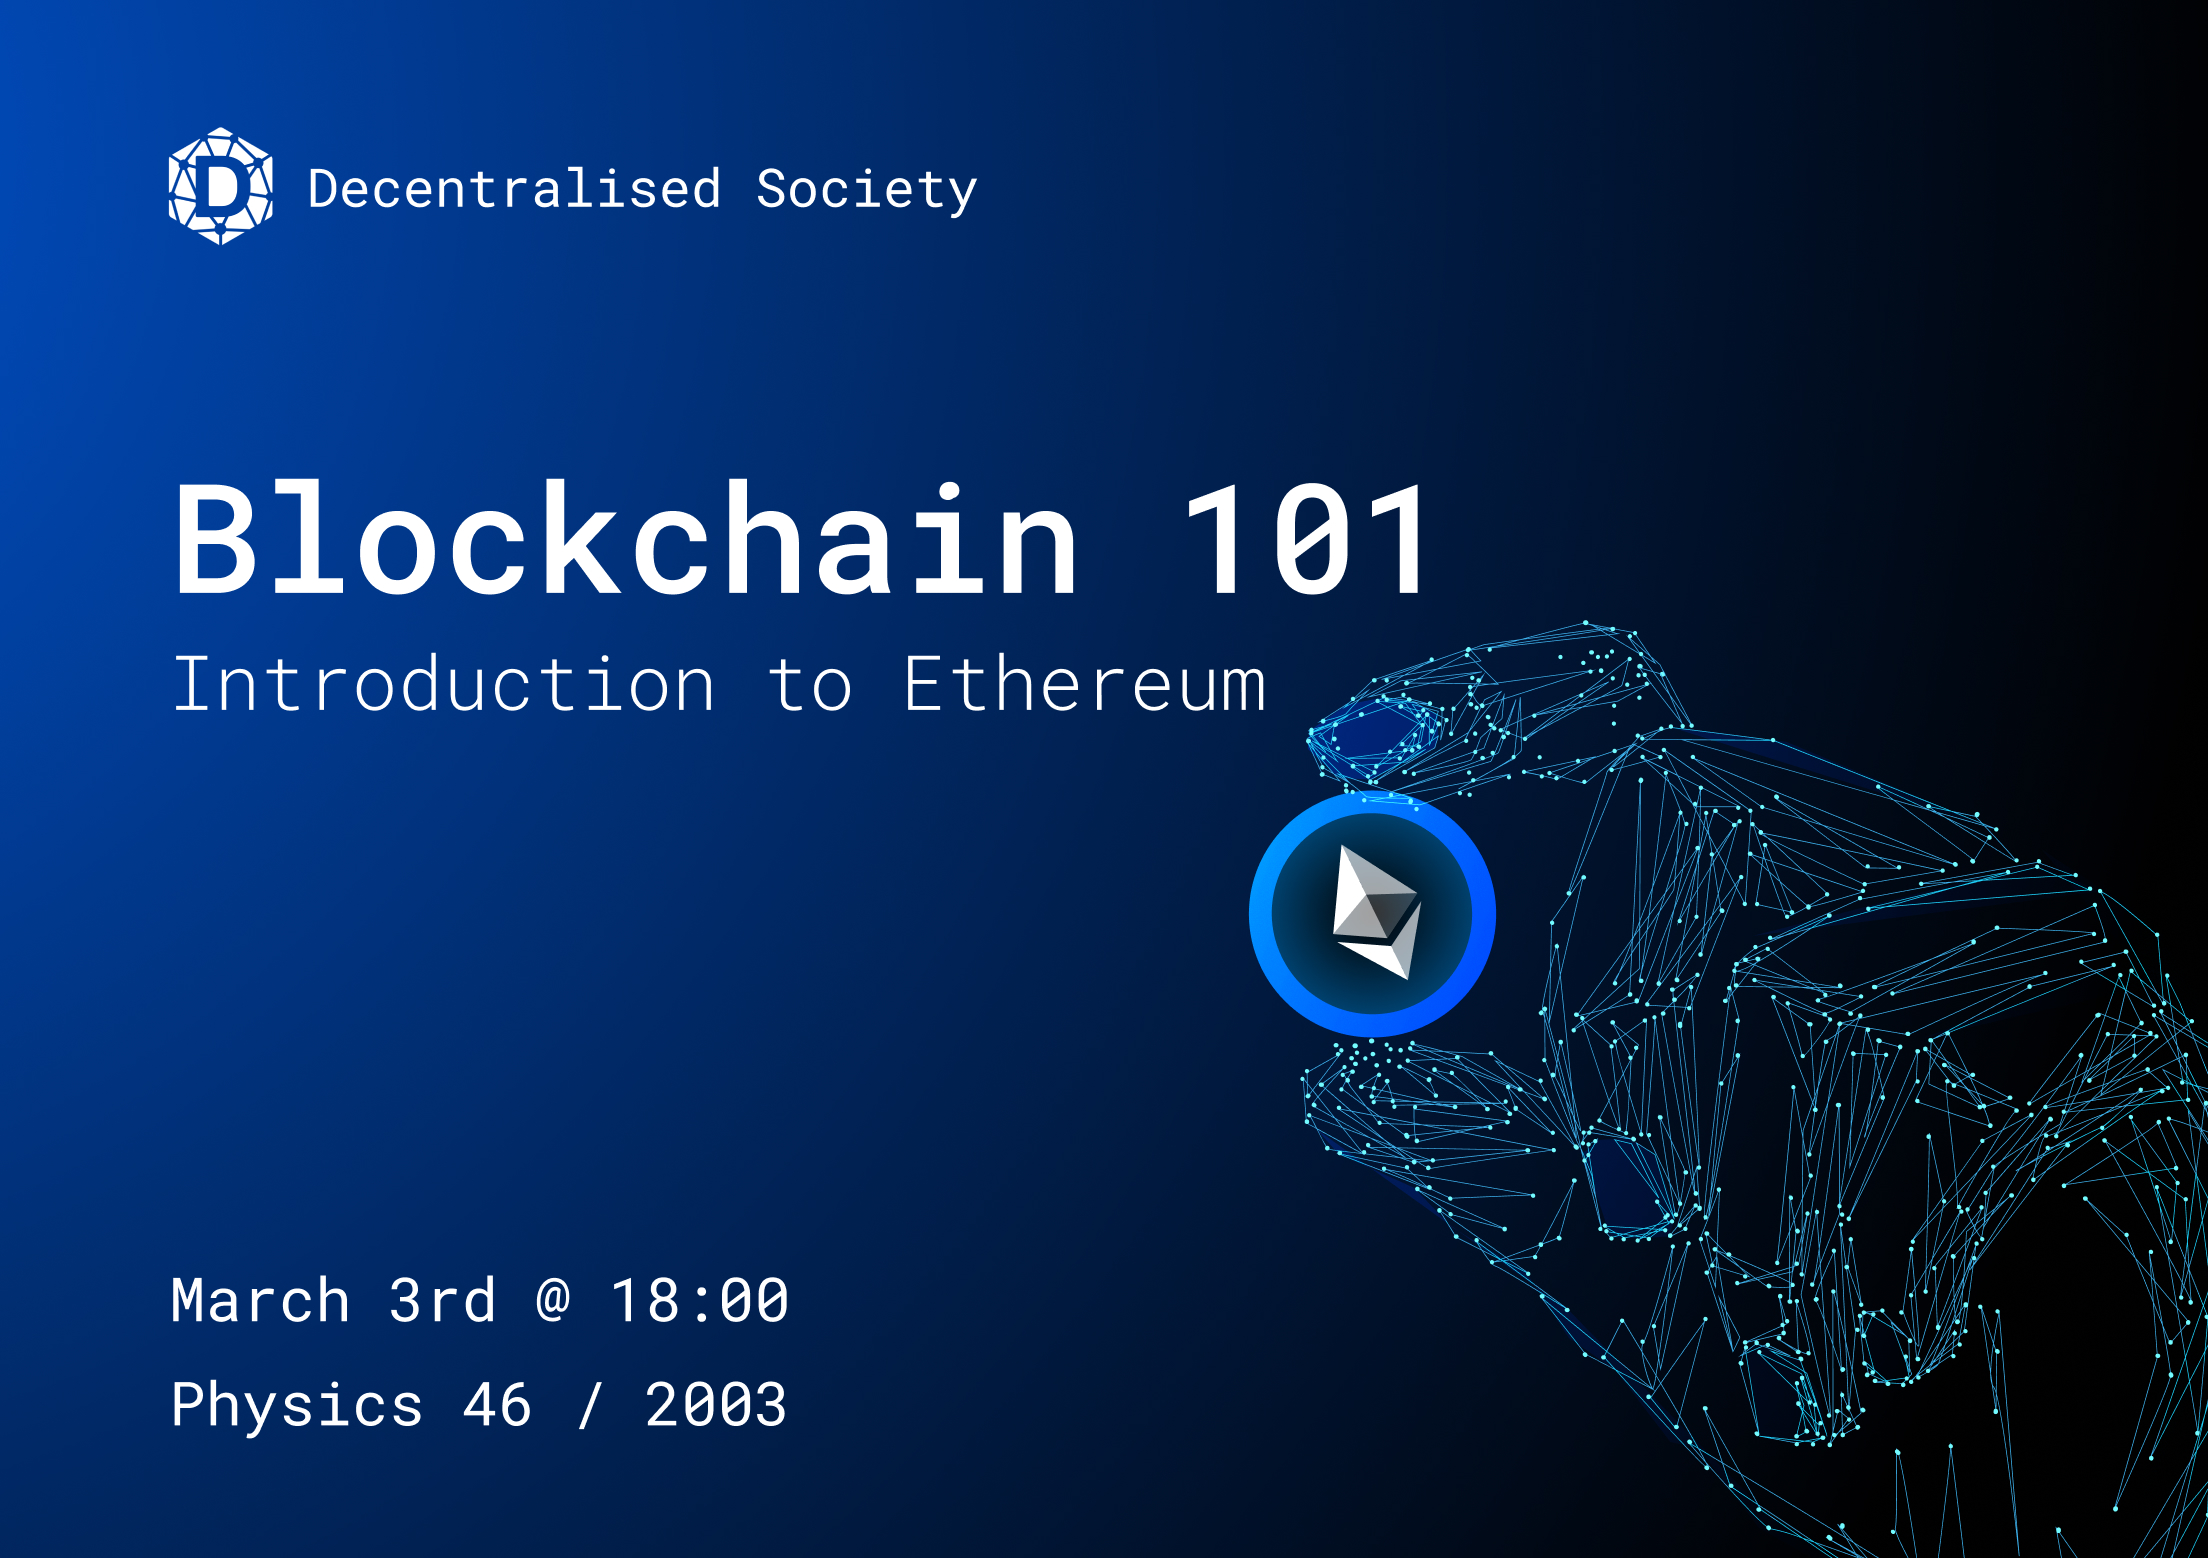 D
Decentralised Society
Blockchain 101
Introduction to Ethereum
March 3rd @ 18:00
Physics 46 / 2003